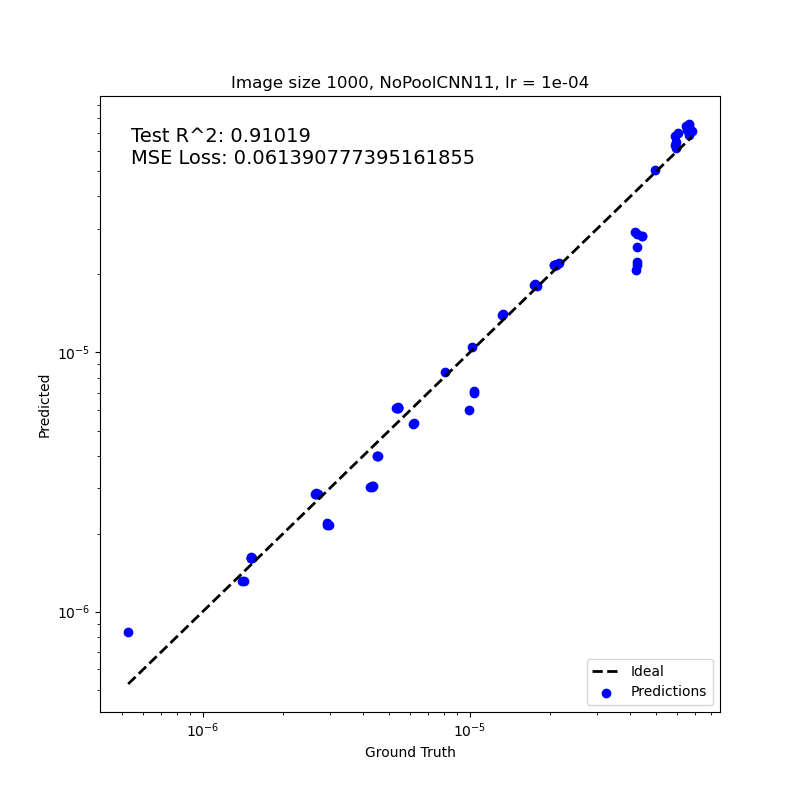 Image size 1000, NoPoolCNN11, lr = 1e-04
Test R^2: 0.91019
MSE Loss: 0.061390777395161855
Predicted
10⁻⁵
10⁻⁶
Ideal
Predictions
10⁻⁶ 10⁻⁵
Ground Truth